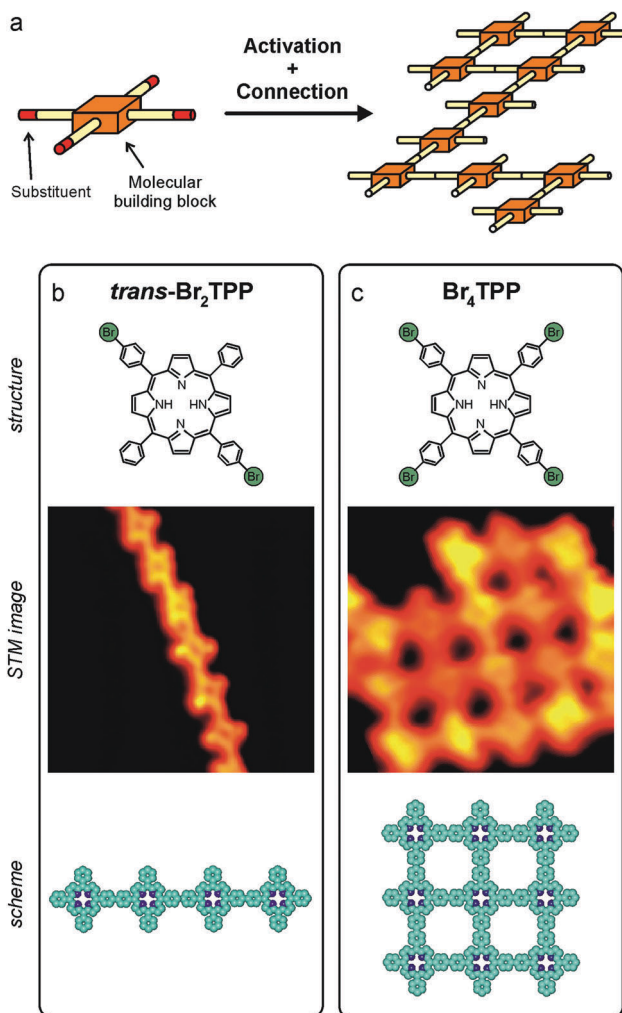 a
Activation
+
Connection
Substituent
Molecular
building block
b
trans-Br₂TPP
c
Br₄TPP
structure
Br
N
NH
HN
N
Br
Br
Br
N
NH
HN
N
Br
Br
STM image
scheme